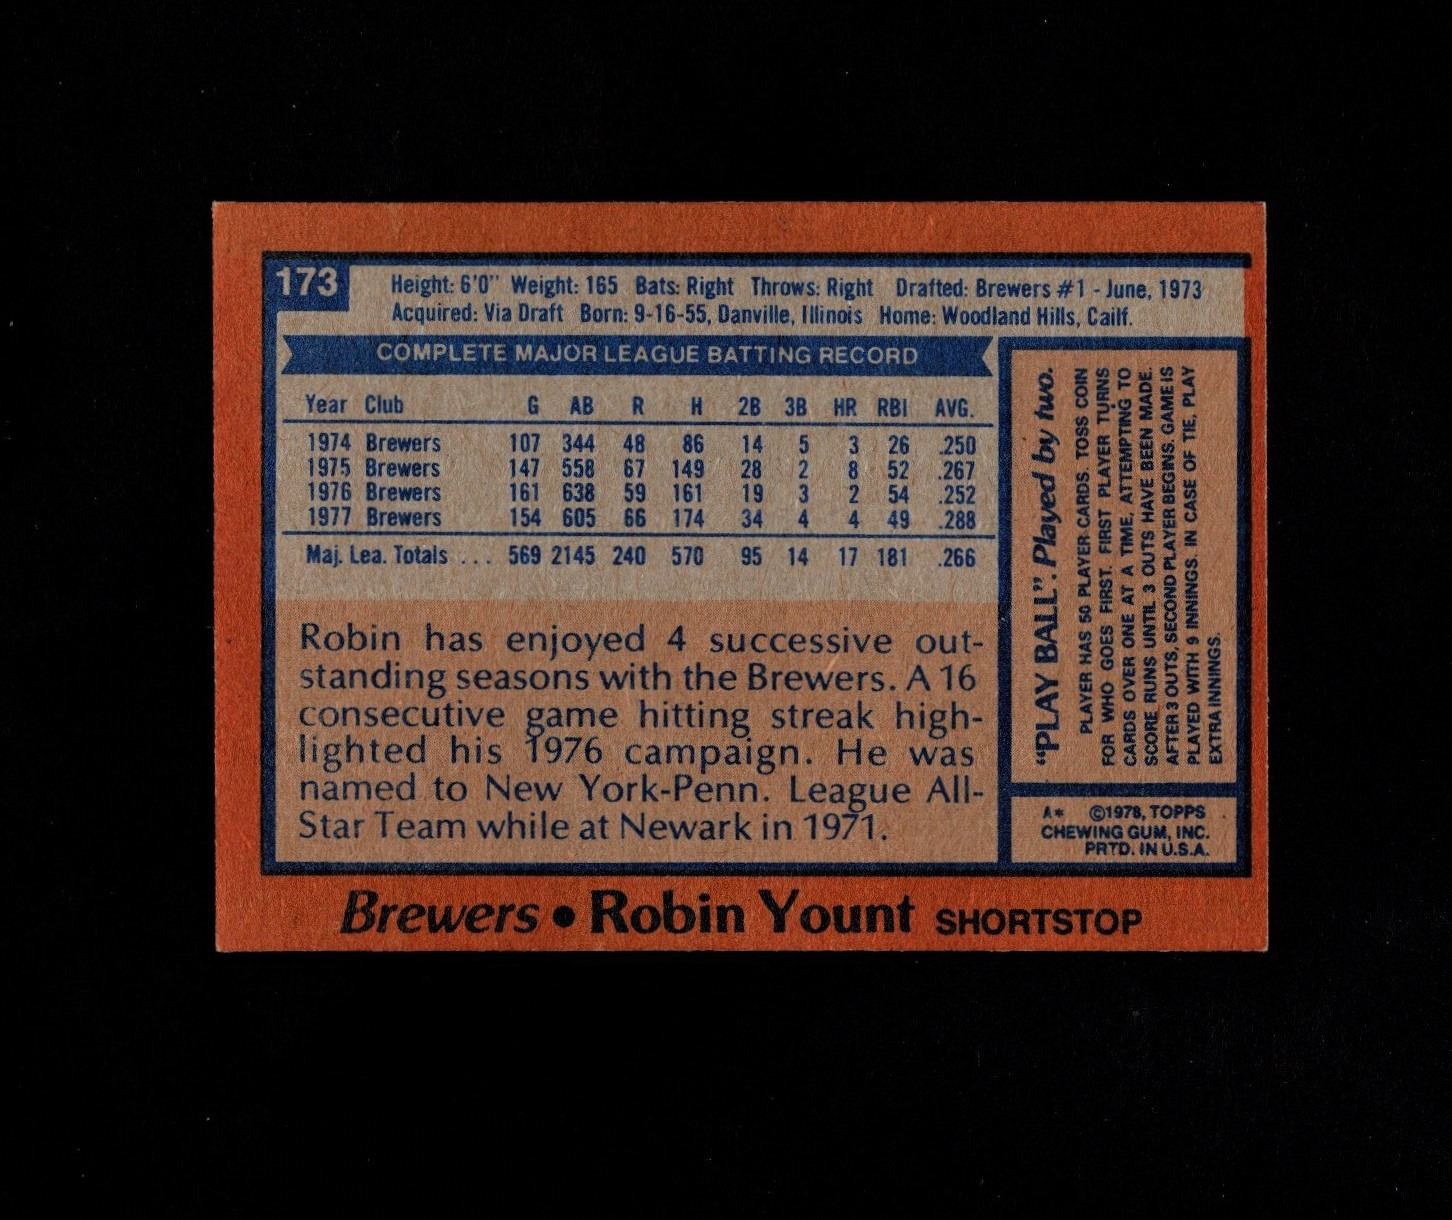 173
Height: 6'0" Weight: 165 Bats: Right Throws: Right Drafted: Brewers #1 - June, 1973
Acquired: Via Draft Born: 9-16-55, Danville, Illinois Home: Woodland Hills, Cailf.
COMPLETE MAJOR LEAGUE BATTING RECORD
Year Club G AB R H 2B 3B HR RBI AVG.
1974 Brewers 107 344 48 86 14 5 3 26 .250
1975 Brewers 147 558 67 149 28 2 8 52 .267
1976 Brewers 161 638 59 161 19 3 2 54 .252
1977 Brewers 154 605 66 174 34 4 4 49 .288
Maj. Lea. Totals . . . 569 2145 240 570 95 14 17 181 .266
Robin has enjoyed 4 successive out-
standing seasons with the Brewers. A 16
consecutive game hitting streak high-
lighted his 1976 campaign. He was
named to New York-Penn. League All-
Star Team while at Newark in 1971.
"PLAY BALL". Played by two.
PLAYER HAS 50 PLAYER CARDS. TOSS COIN
FOR WHO GOES FIRST. FIRST PLAYER TURNS
CARDS OVER ONE AT A TIME, ATTEMPTING TO
SCORE RUNS UNTIL 3 OUTS HAVE BEEN MADE.
AFTER 3 OUTS, SECOND PLAYER BEGINS. GAME IS
PLAYED WITH 9 INNINGS. IN CASE OF TIE, PLAY
EXTRA INNINGS.
A* ©1978, TOPPS
CHEWING GUM, INC.
PRTD. IN U.S.A.
Brewers • Robin Yount SHORTSTOP